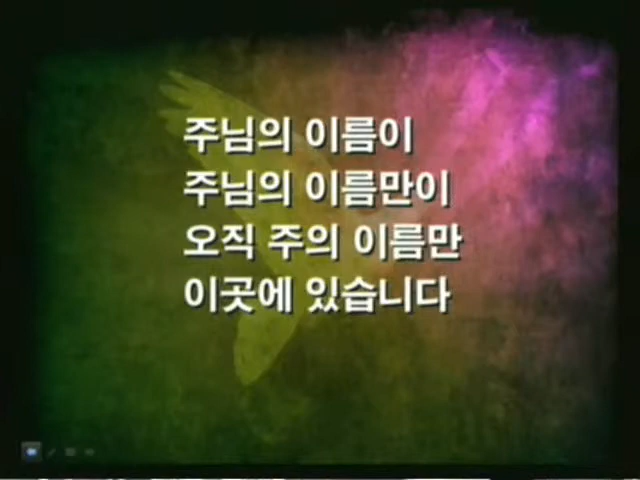 주님의 이름이
주님의 이름만이
오직 주의 이름만
이곳에 있습니다